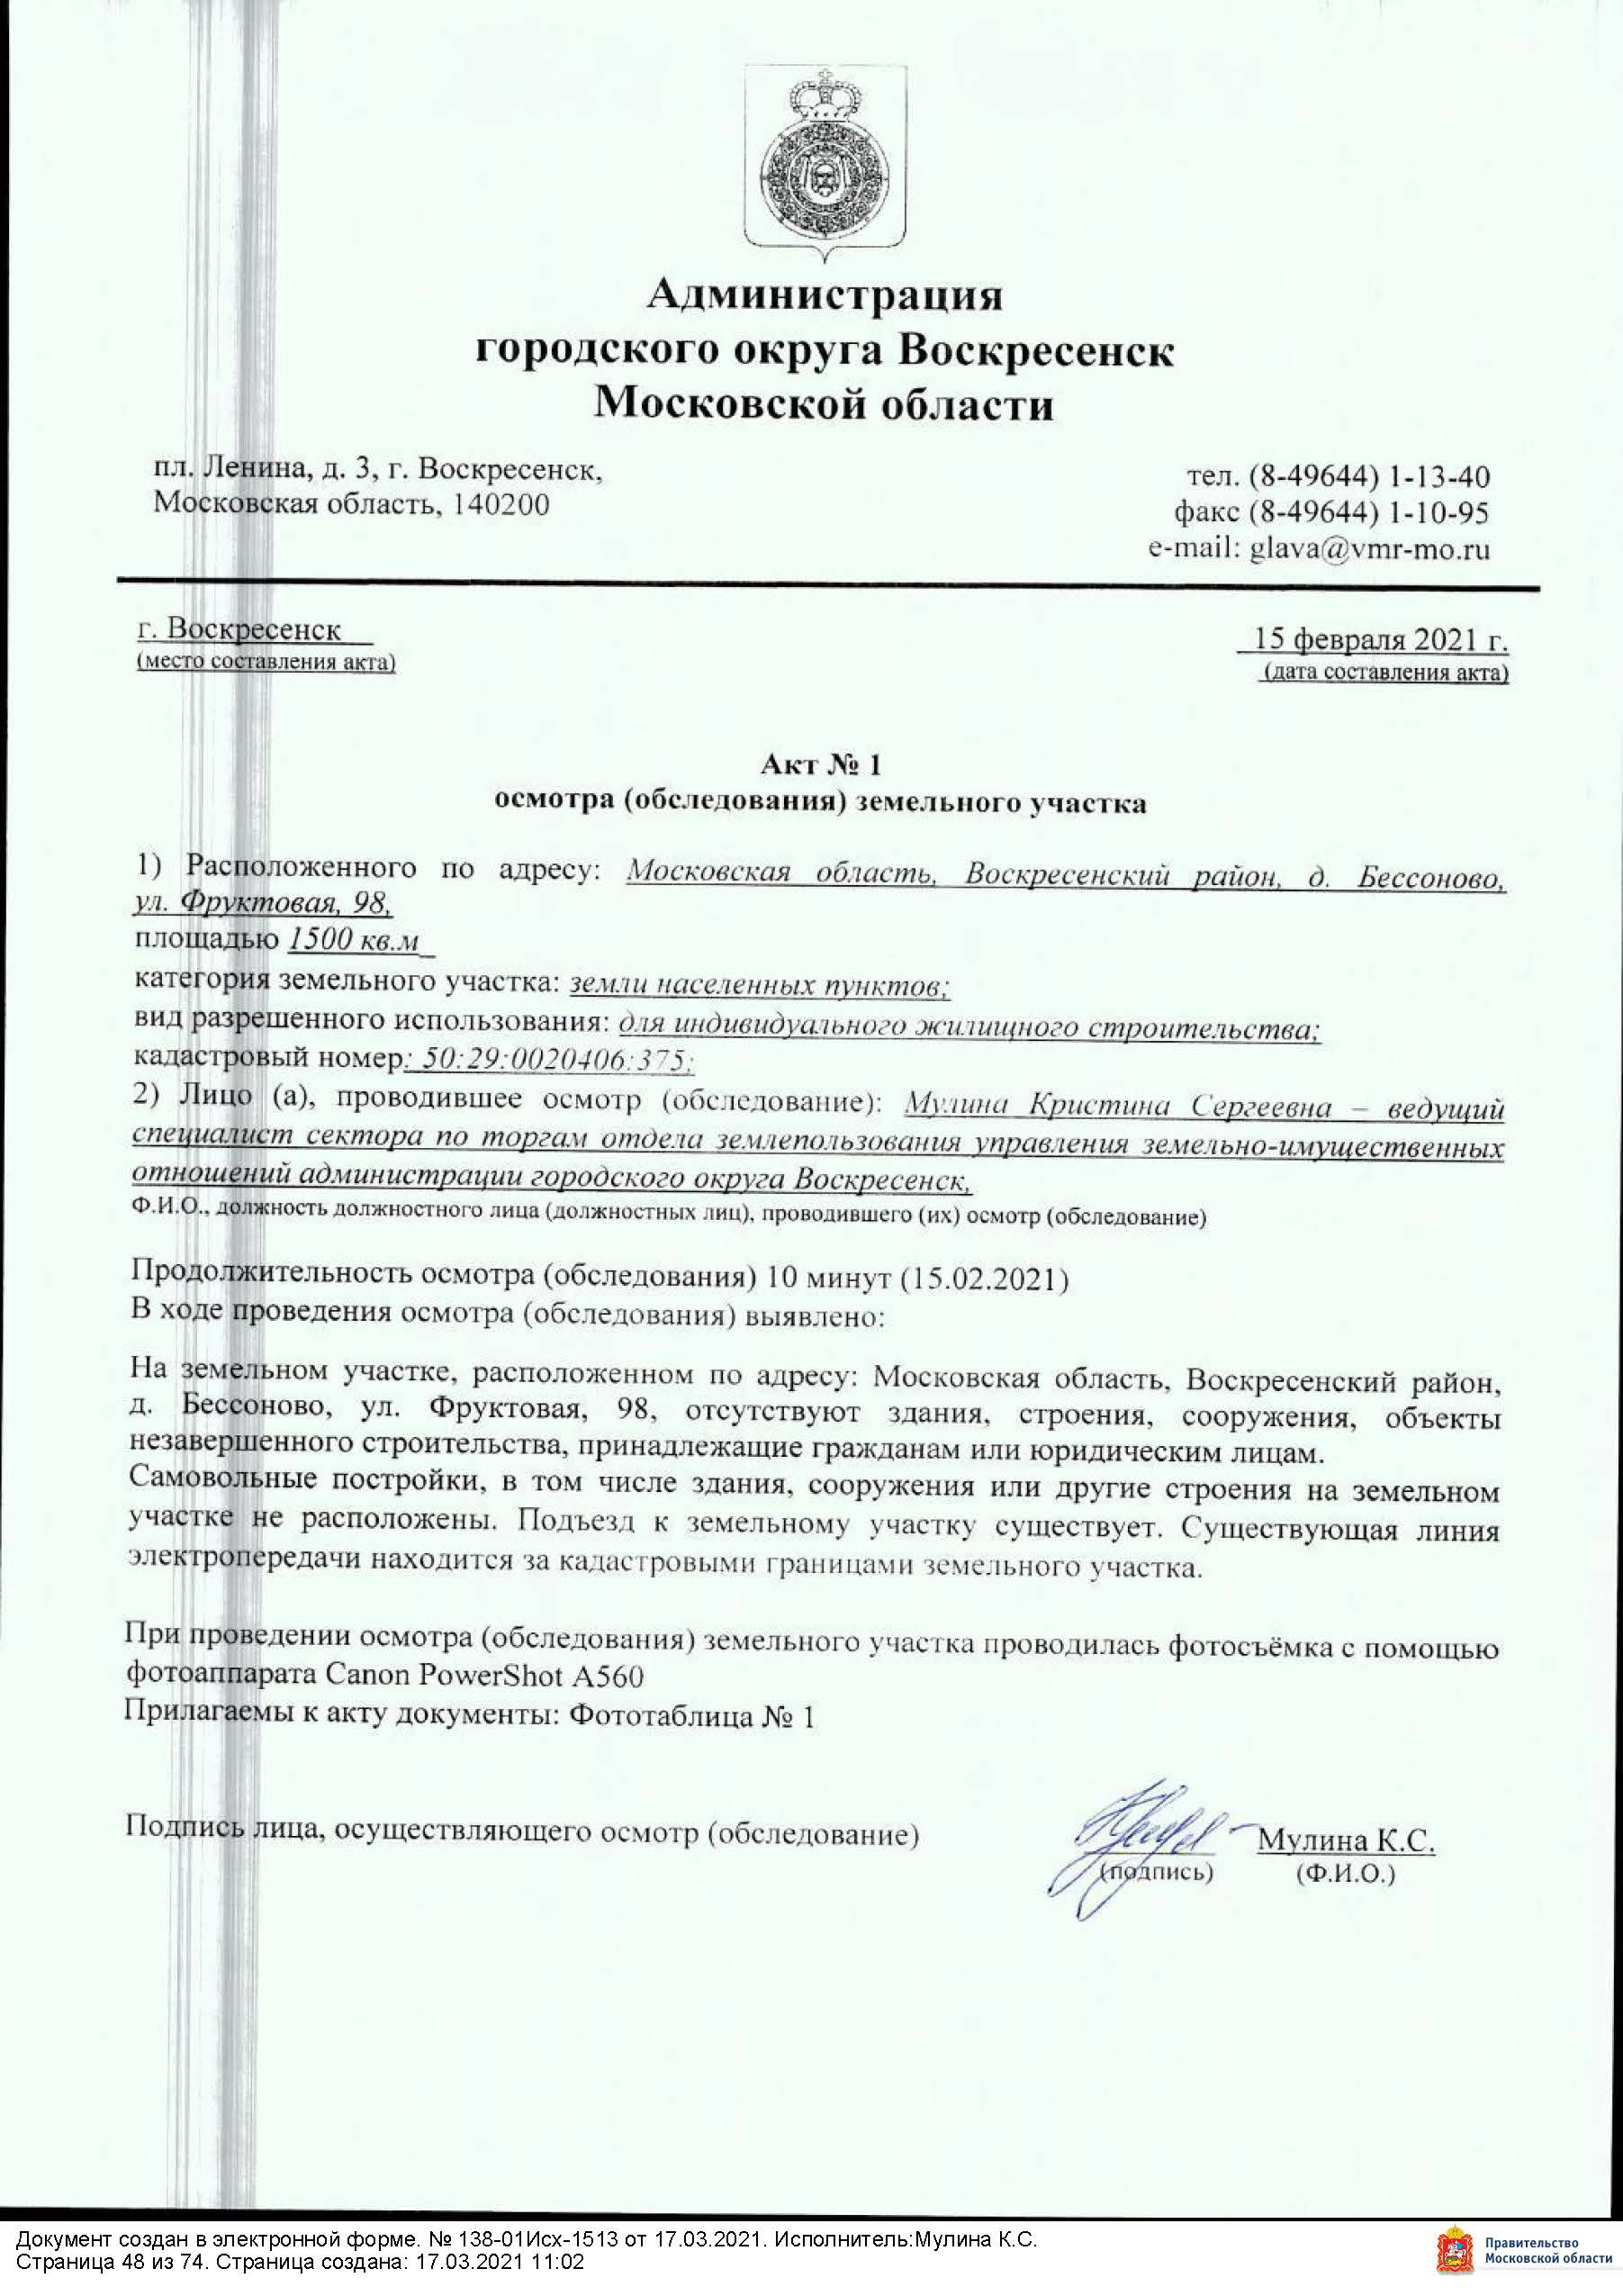 Администрация
городского округа Воскресенск
Московской области
пл. Ленина, д. 3, г. Воскресенск,
Московская область, 140200
тел. (8-49644) 1-13-40
факс (8-49644) 1-10-95
e-mail: glava@vmr-mo.ru
г. Воскресенск
(место составления акта)
15 февраля 2021 г.
(дата составления акта)
Акт № 1
осмотра (обследования) земельного участка
1) Расположенного по адресу: Московская область, Воскресенский район, д. Бессоново,
ул. Фруктовая, 98,
площадью 1500 кв.м
категория земельного участка: земли населенных пунктов;
вид разрешенного использования: для индивидуального жилищного строительства;
кадастровый номер: 50:29:0020406:375;
2) Лицо (а), проводившее осмотр (обследование): Мулина Кристина Сергеевна – ведущий
специалист сектора по торгам отдела землепользования управления земельно-имущественных
отношений администрации городского округа Воскресенск,
Ф.И.О., должность должностного лица (должностных лиц), проводившего (их) осмотр (обследование)
Продолжительность осмотра (обследования) 10 минут (15.02.2021)
В ходе проведения осмотра (обследования) выявлено:
На земельном участке, расположенном по адресу: Московская область, Воскресенский район,
д. Бессоново, ул. Фруктовая, 98, отсутствуют здания, строения, сооружения, объекты
незавершенного строительства, принадлежащие гражданам или юридическим лицам.
Самовольные постройки, в том числе здания, сооружения или другие строения на земельном
участке не расположены. Подъезд к земельному участку существует. Существующая линия
электропередачи находится за кадастровыми границами земельного участка.
При проведении осмотра (обследования) земельного участка проводилась фотосъёмка с помощью
фотоаппарата Canon PowerShot A560
Прилагаемы к акту документы: Фототаблица № 1
Подпись лица, осуществляющего осмотр (обследование)
Мулина К.С.
(подпись)
(Ф.И.О.)
Документ создан в электронной форме. № 138-01Исх-1513 от 17.03.2021. Исполнитель:Мулина К.С.
Страница 48 из 74. Страница создана: 17.03.2021 11:02
Правительство
Московской области